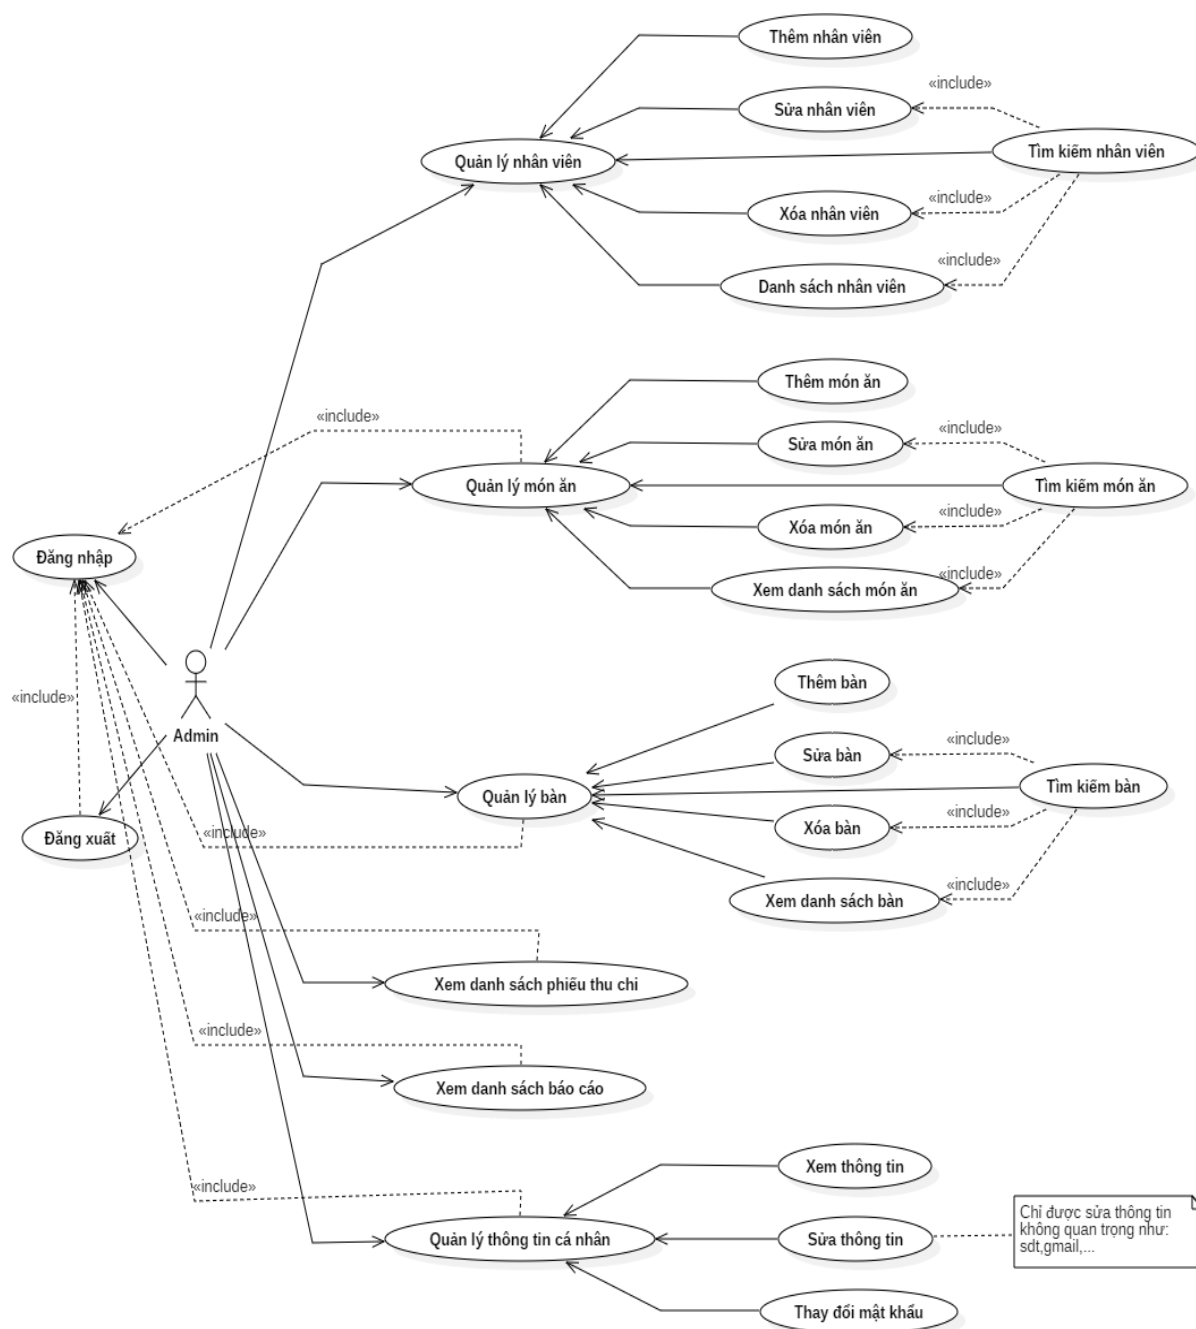 Thêm nhân viên
«include»
Sửa nhân viên
Tìm kiếm nhân viên
Quản lý nhân viên
«include»
Xóa nhân viên
«include»
Danh sách nhân viên
Thêm món ăn
«include»
«include»
Sửa món ăn
Quản lý món ăn
Tìm kiếm món ăn
«include»
Xóa món ăn
Đăng nhập
«include»
Xem danh sách món ăn
Thêm bàn
«include»
Admin
«include»
Sửa bàn
Tìm kiếm bàn
Quản lý bàn
«include»
Xóa bàn
Đăng xuất
«include»
«include»
Xem danh sách bàn
«include»
Xem danh sách phiếu thu chi
«include»
Xem danh sách báo cáo
Xem thông tin
«include»
Chỉ được sửa thông tin
không quan trọng như:
sdt,gmail,...
Quản lý thông tin cá nhân
Sửa thông tin
Thay đổi mật khẩu